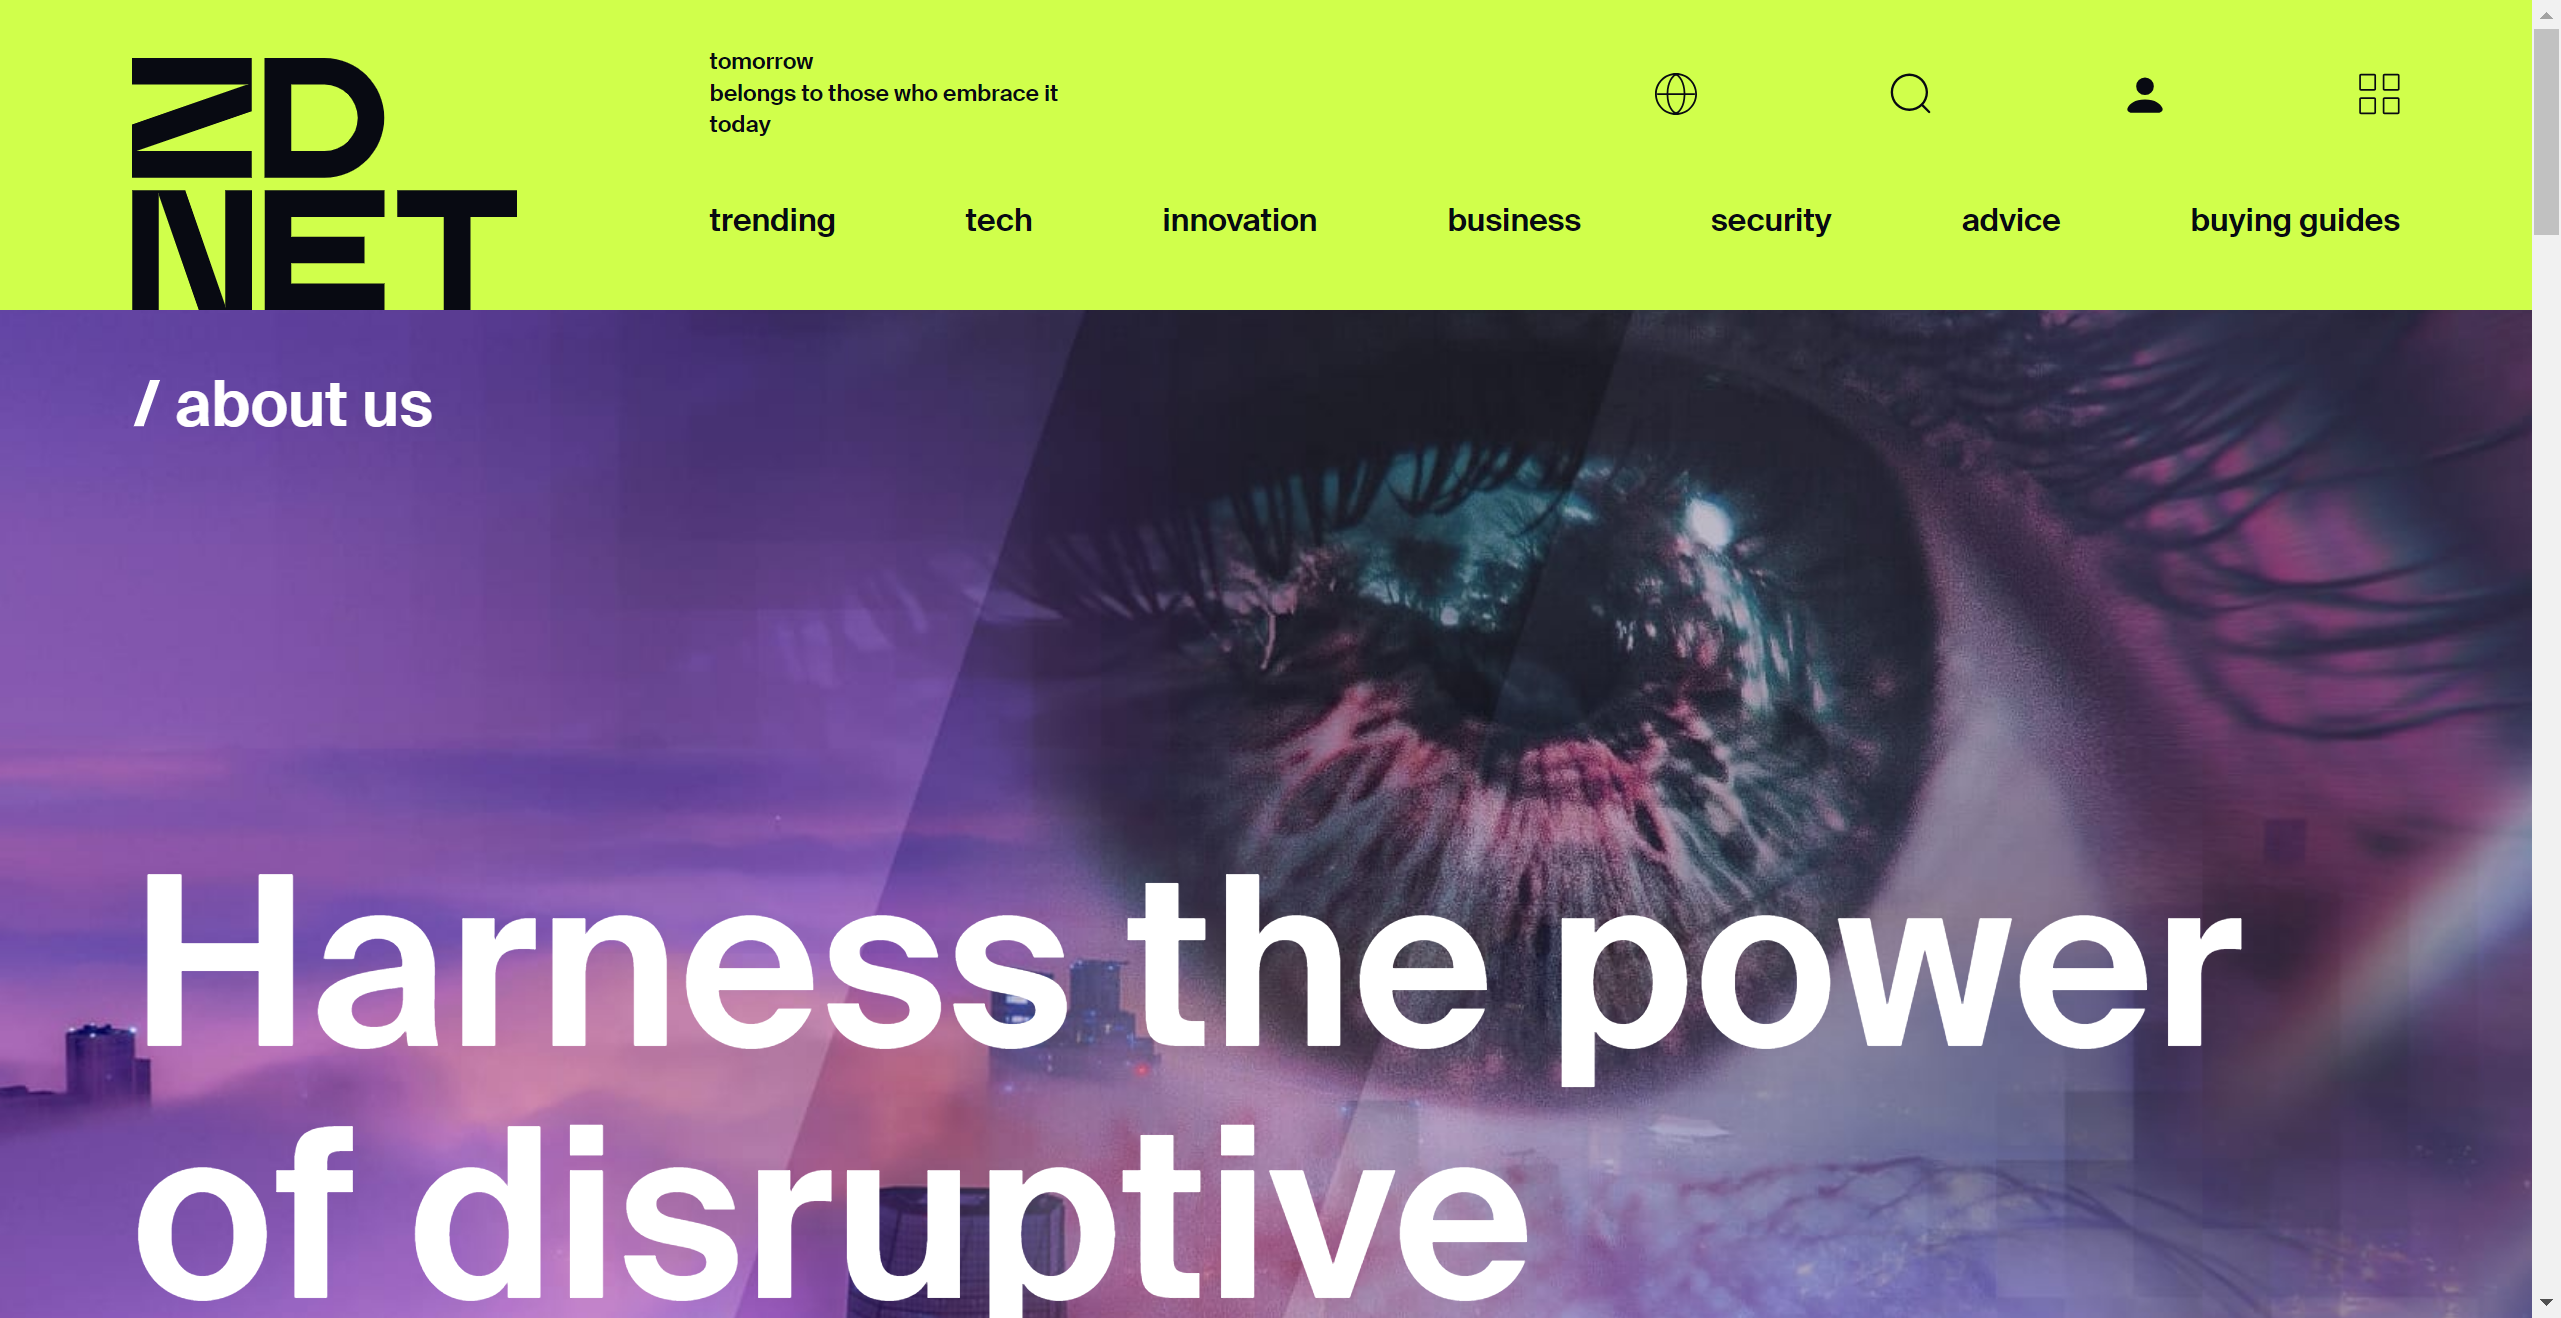 ZD
NET
tomorrow
belongs to those who embrace it
today
trending tech innovation business security advice buying guides
/ about us
Harness the power
of disruptive